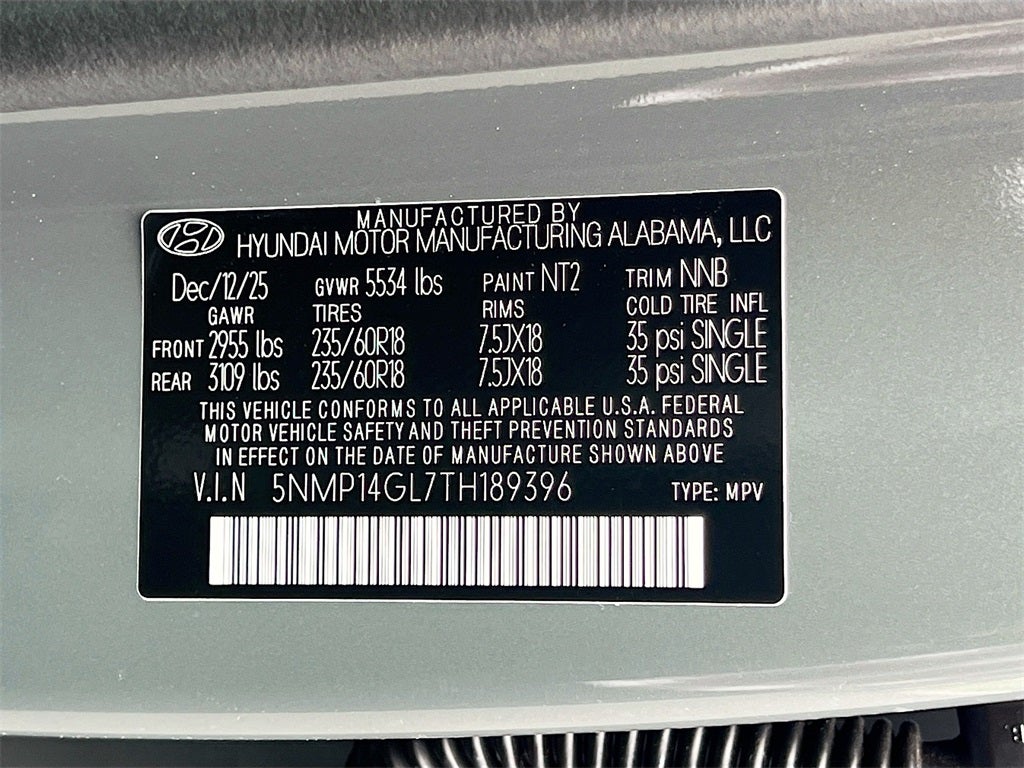 MANUFACTURED BY
HYUNDAI MOTOR MANUFACTURING ALABAMA, LLC
Dec/12/25 GVWR 5534 lbs PAINT NT2 TRIM NNB
GAWR TIRES RIMS COLD TIRE INFL
FRONT 2955 lbs 235/60R18 7.5JX18 35 psi SINGLE
REAR 3109 lbs 235/60R18 7.5JX18 35 psi SINGLE
THIS VEHICLE CONFORMS TO ALL APPLICABLE U.S.A. FEDERAL
MOTOR VEHICLE SAFETY AND THEFT PREVENTION STANDARDS
IN EFFECT ON THE DATE OF MANUFACTURE SHOWN ABOVE
V.I.N 5NMP14GL7TH189396 TYPE: MPV